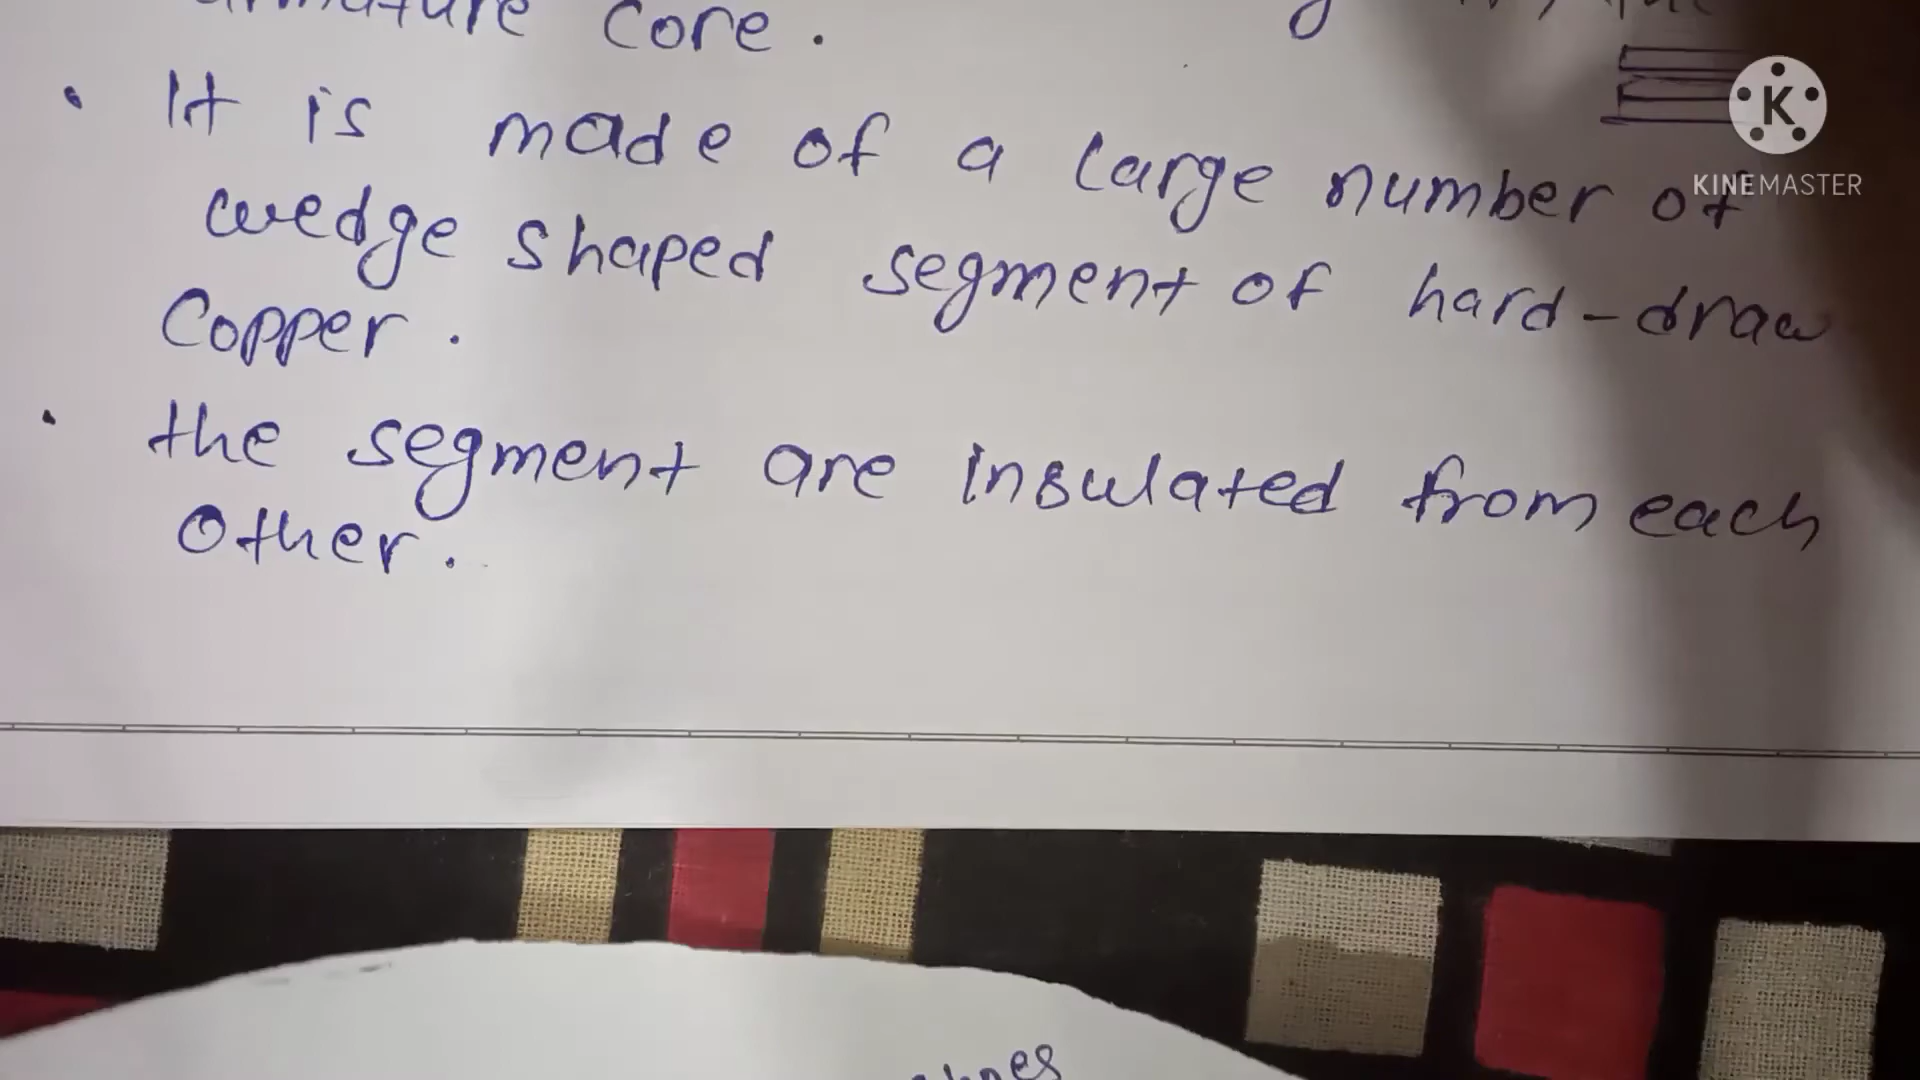 armature core.
• It is made of a large number of
wedge shaped segment of hard-draw
Copper.
• the segment are insulated from each
Other.
KINEMASTER